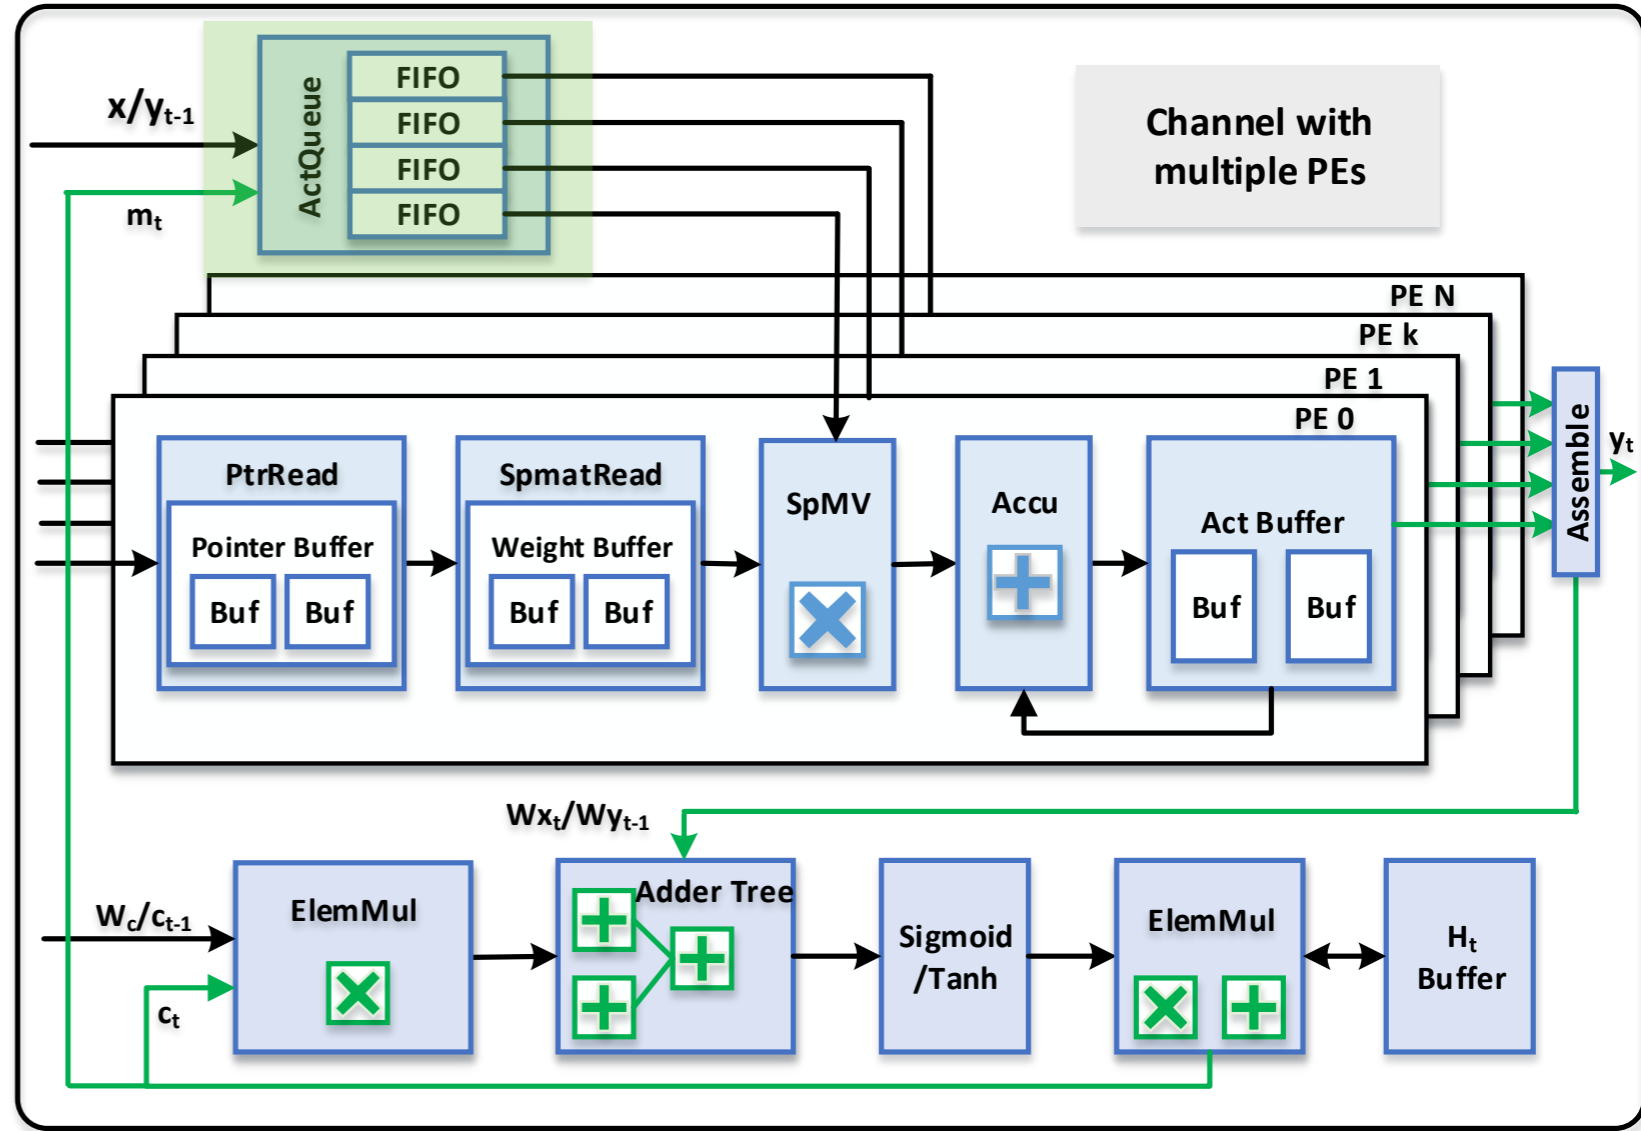 x/yt-1
mt
ActQueue
FIFO
FIFO
FIFO
FIFO
Channel with
multiple PEs
PE N
PE k
PE 1
PE 0
PtrRead
Pointer Buffer
Buf
Buf
SpmatRead
Weight Buffer
Buf
Buf
SpMV
Accu
Act Buffer
Buf
Buf
Assemble
yt
Wxt/Wyt-1
Wc/ct-1
ct
ElemMul
Adder Tree
Sigmoid
/Tanh
ElemMul
Ht
Buffer